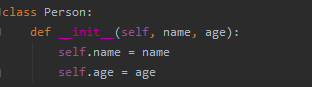 class Person:
    def __init__(self, name, age):
        self.name = name
        self.age = age